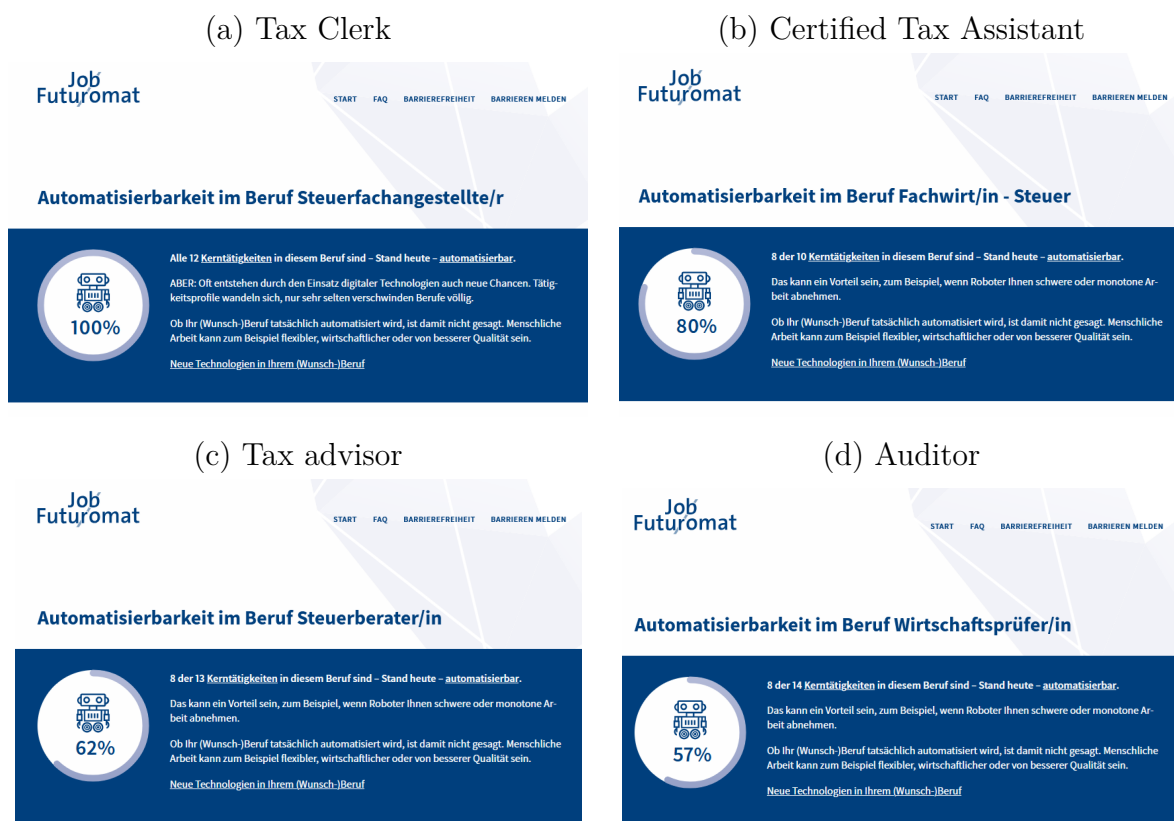 (a) Tax Clerk
Job
Futuromat
START FAQ BARRIEREFREIHEIT BARRIEREN MELDEN
Automatisierbarkeit im Beruf Steuerfachangestellte/r
100%
Alle 12 Kerntätigkeiten in diesem Beruf sind – Stand heute – automatisierbar.
ABER: Oft entstehen durch den Einsatz digitaler Technologien auch neue Chancen. Tätig-
keitsprofile wandeln sich, nur sehr selten verschwinden Berufe völlig.
Ob Ihr (Wunsch-)Beruf tatsächlich automatisiert wird, ist damit nicht gesagt. Menschliche
Arbeit kann zum Beispiel flexibler, wirtschaftlicher oder von besserer Qualität sein.
Neue Technologien in Ihrem (Wunsch-)Beruf
(b) Certified Tax Assistant
Job
Futuromat
START FAQ BARRIEREFREIHEIT BARRIEREN MELDEN
Automatisierbarkeit im Beruf Fachwirt/in - Steuer
80%
8 der 10 Kerntätigkeiten in diesem Beruf sind – Stand heute – automatisierbar.
Das kann ein Vorteil sein, zum Beispiel, wenn Roboter Ihnen schwere oder monotone Ar-
beit abnehmen.
Ob Ihr (Wunsch-)Beruf tatsächlich automatisiert wird, ist damit nicht gesagt. Menschliche
Arbeit kann zum Beispiel flexibler, wirtschaftlicher oder von besserer Qualität sein.
Neue Technologien in Ihrem (Wunsch-)Beruf
(c) Tax advisor
Job
Futuromat
START FAQ BARRIEREFREIHEIT BARRIEREN MELDEN
Automatisierbarkeit im Beruf Steuerberater/in
62%
8 der 13 Kerntätigkeiten in diesem Beruf sind – Stand heute – automatisierbar.
Das kann ein Vorteil sein, zum Beispiel, wenn Roboter Ihnen schwere oder monotone Ar-
beit abnehmen.
Ob Ihr (Wunsch-)Beruf tatsächlich automatisiert wird, ist damit nicht gesagt. Menschliche
Arbeit kann zum Beispiel flexibler, wirtschaftlicher oder von besserer Qualität sein.
Neue Technologien in Ihrem (Wunsch-)Beruf
(d) Auditor
Job
Futuromat
START FAQ BARRIEREFREIHEIT BARRIEREN MELDEN
Automatisierbarkeit im Beruf Wirtschaftsprüfer/in
57%
8 der 14 Kerntätigkeiten in diesem Beruf sind – Stand heute – automatisierbar.
Das kann ein Vorteil sein, zum Beispiel, wenn Roboter Ihnen schwere oder monotone Ar-
beit abnehmen.
Ob Ihr (Wunsch-)Beruf tatsächlich automatisiert wird, ist damit nicht gesagt. Menschliche
Arbeit kann zum Beispiel flexibler, wirtschaftlicher oder von besserer Qualität sein.
Neue Technologien in Ihrem (Wunsch-)Beruf